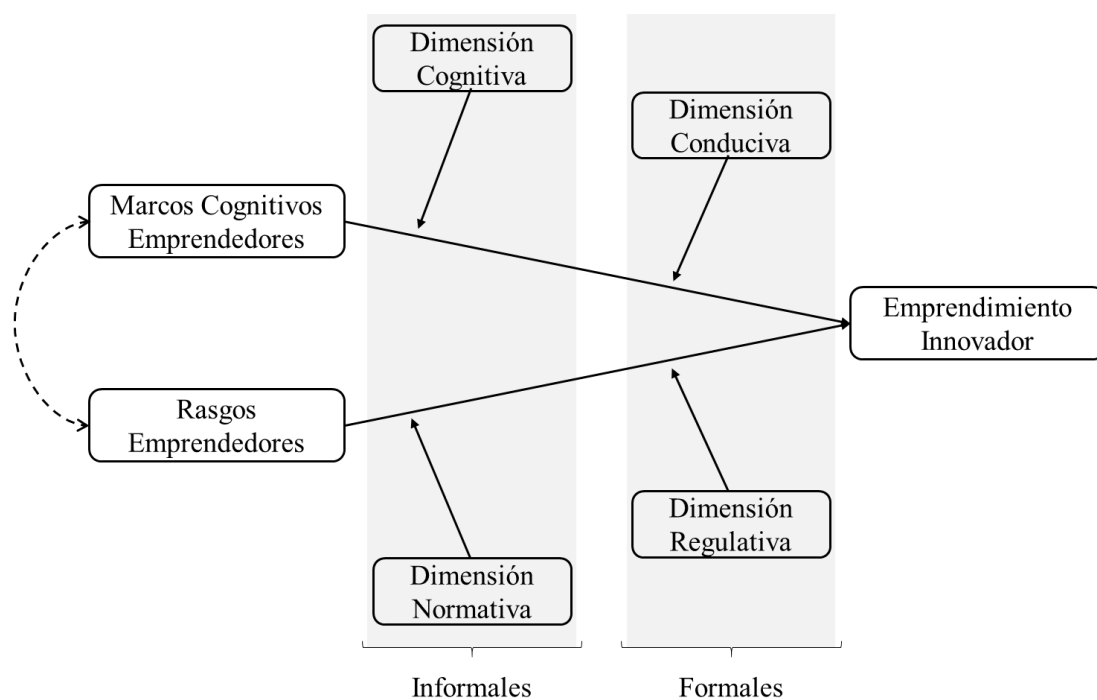 Dimensión
Cognitiva
Dimensión
Conduciva
Marcos Cognitivos
Emprendedores
Emprendimiento
Innovador
Rasgos
Emprendedores
Dimensión
Regulativa
Dimensión
Normativa
Informales
Formales